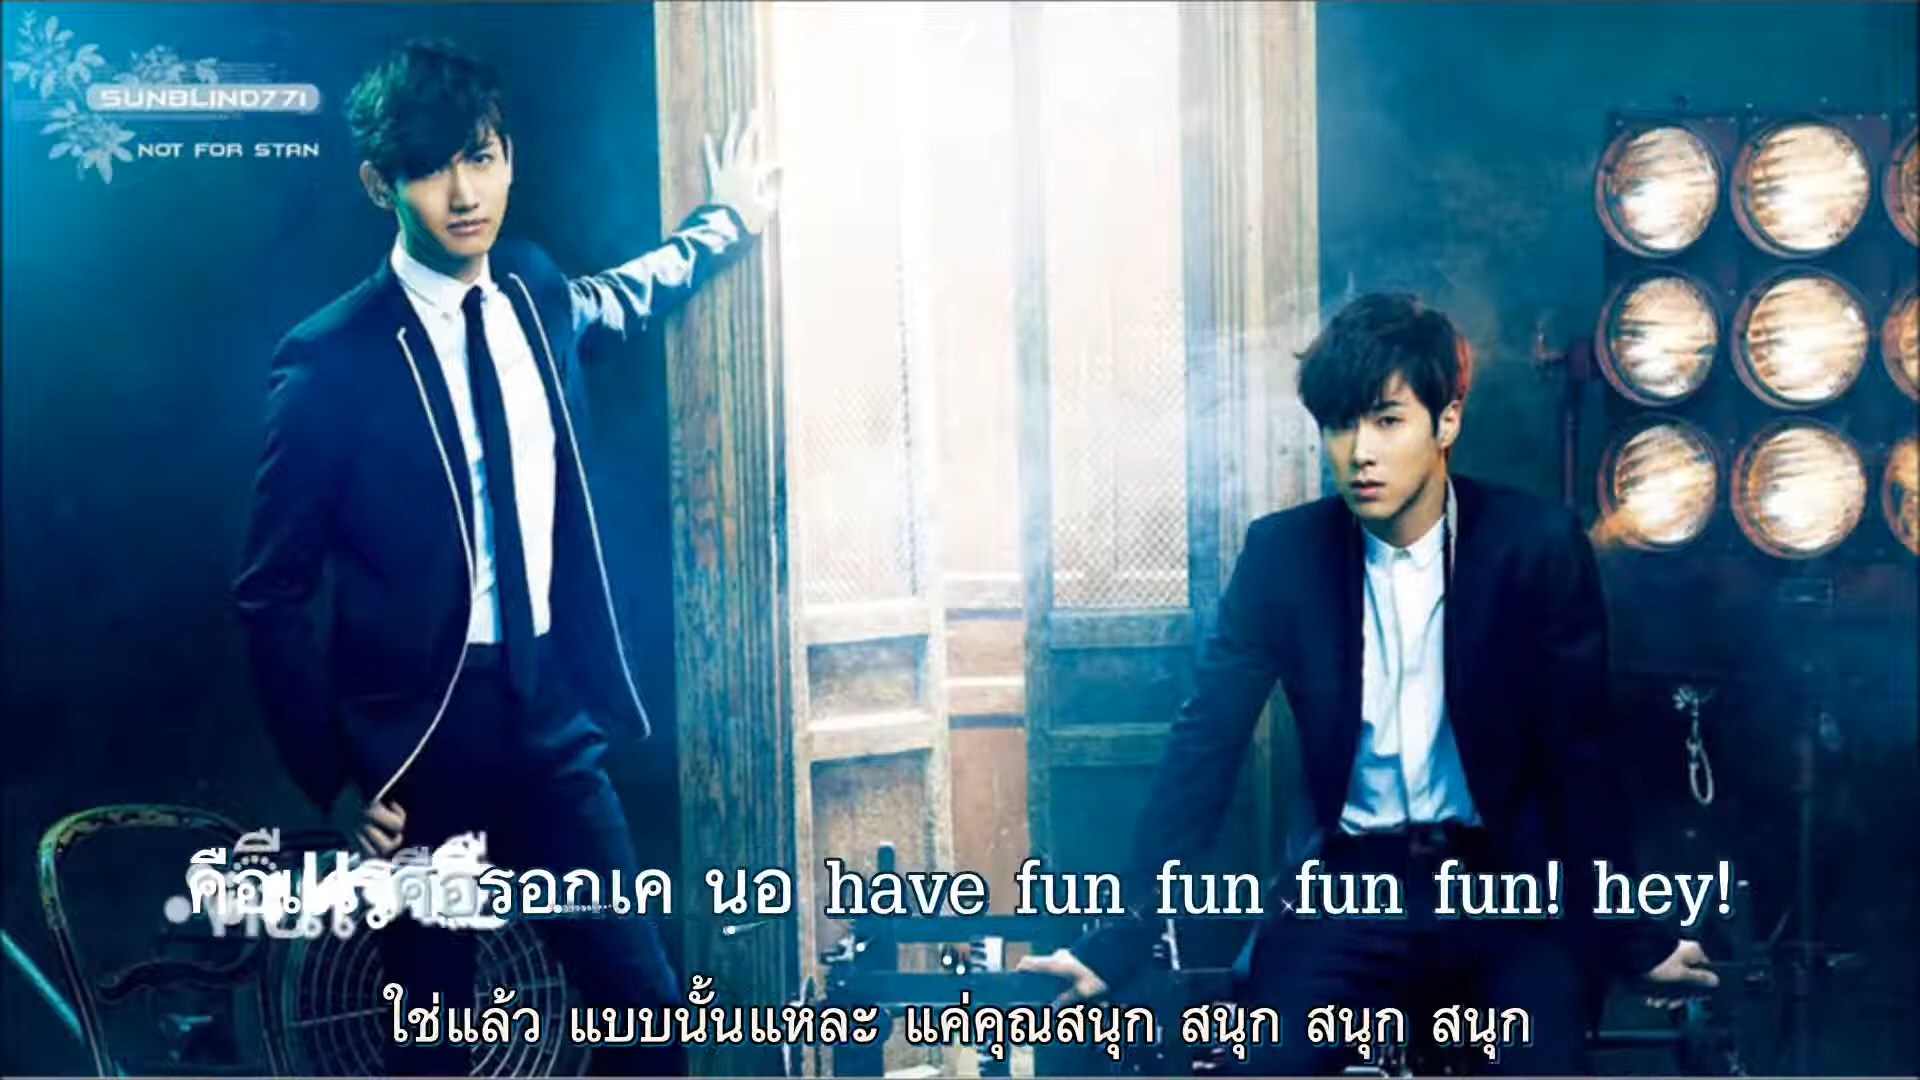 SUNBLIND771
NOT FOR STAN
รอกเค นอ have fun fun fun fun! hey!
ใช่แล้ว แบบนั้นแหละ แค่คุณสนุก สนุก สนุก สนุก